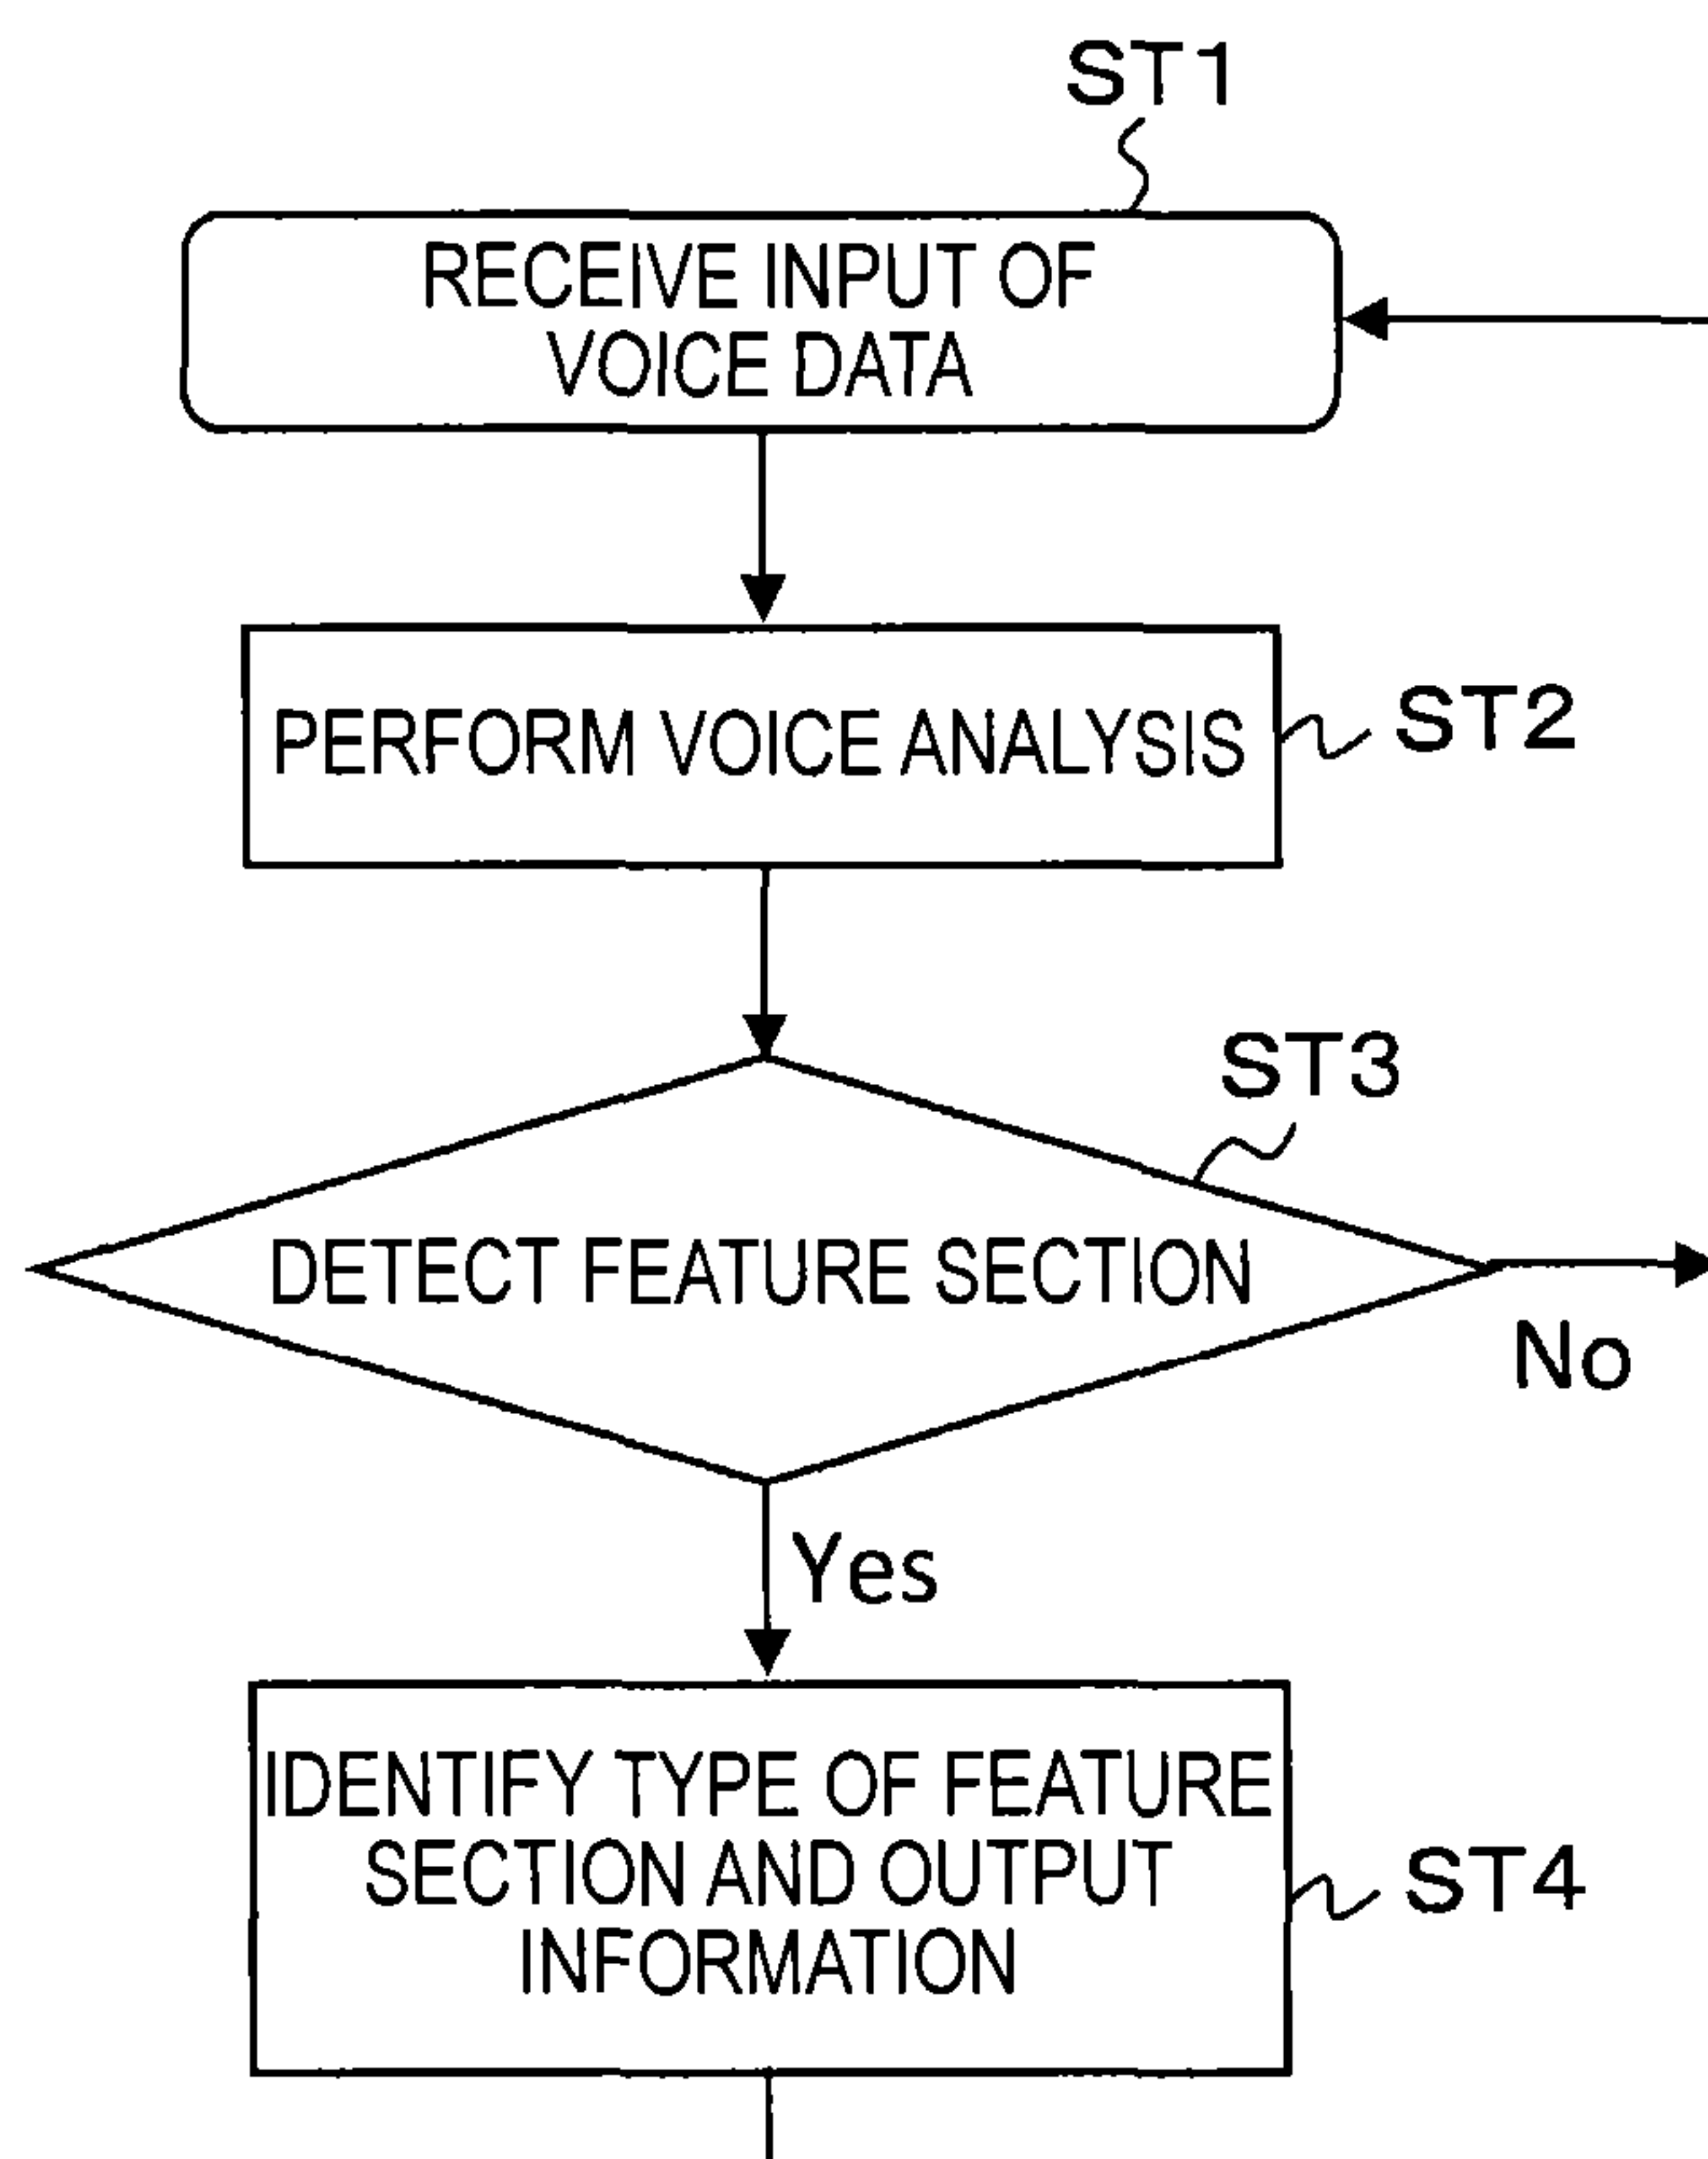 ST1
RECEIVE INPUT OF
VOICE DATA
PERFORM VOICE ANALYSIS
ST2
ST3
DETECT FEATURE SECTION
No
Yes
IDENTIFY TYPE OF FEATURE
SECTION AND OUTPUT
INFORMATION
ST4